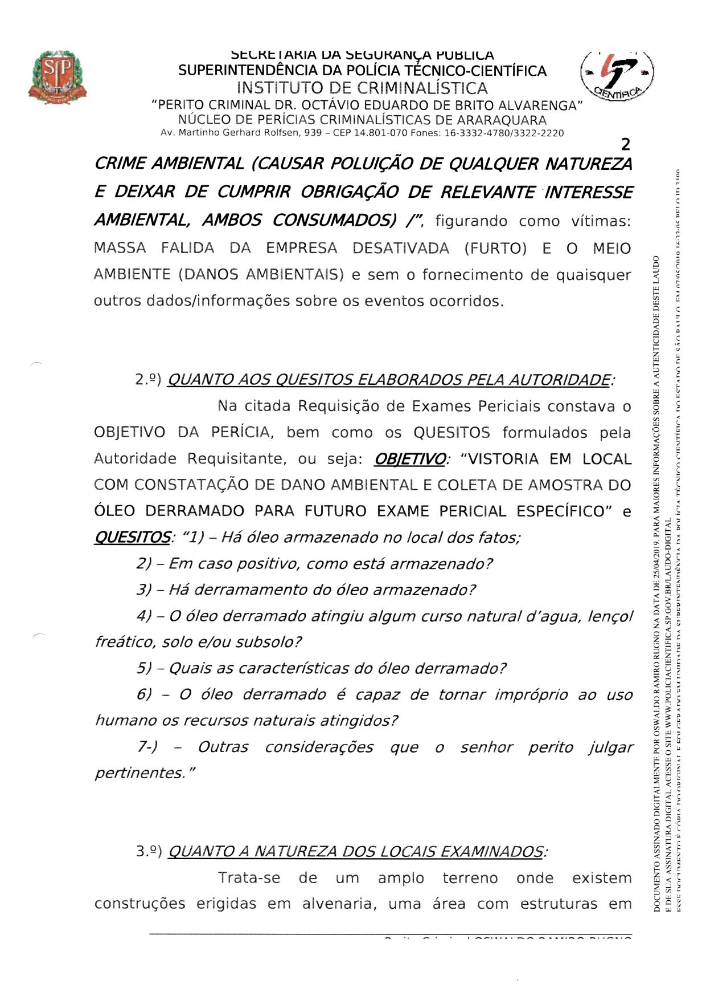 SECRETARIA DA SEGURANÇA PÚBLICA
SUPERINTENDÊNCIA DA POLÍCIA TÉCNICO-CIENTÍFICA
INSTITUTO DE CRIMINALÍSTICA
“PERITO CRIMINAL DR. OCTÁVIO EDUARDO DE BRITO ALVARENGA”
NÚCLEO DE PERÍCIAS CRIMINALÍSTICAS DE ARARAQUARA
Av. Martinho Gerhard Rolfsen, 939 – CEP 14.801-070 Fones: 16-3332-4780/3322-2220
SP
CIENTÍFICA
2
CRIME AMBIENTAL (CAUSAR POLUIÇÃO DE QUALQUER NATUREZA
E DEIXAR DE CUMPRIR OBRIGAÇÃO DE RELEVANTE INTERESSE
AMBIENTAL, AMBOS CONSUMADOS) /”, figurando como vítimas:
MASSA FALIDA DA EMPRESA DESATIVADA (FURTO) E O MEIO
AMBIENTE (DANOS AMBIENTAIS) e sem o fornecimento de quaisquer
outros dados/informações sobre os eventos ocorridos.
2.º) QUANTO AOS QUESITOS ELABORADOS PELA AUTORIDADE:
Na citada Requisição de Exames Periciais constava o
OBJETIVO DA PERÍCIA, bem como os QUESITOS formulados pela
Autoridade Requisitante, ou seja: OBJETIVO: “VISTORIA EM LOCAL
COM CONSTATAÇÃO DE DANO AMBIENTAL E COLETA DE AMOSTRA DO
ÓLEO DERRAMADO PARA FUTURO EXAME PERICIAL ESPECÍFICO” e
QUESITOS: “1) – Há óleo armazenado no local dos fatos;
2) – Em caso positivo, como está armazenado?
3) – Há derramamento do óleo armazenado?
4) – O óleo derramado atingiu algum curso natural d’agua, lençol
freático, solo e/ou subsolo?
5) – Quais as características do óleo derramado?
6) – O óleo derramado é capaz de tornar impróprio ao uso
humano os recursos naturais atingidos?
7-) – Outras considerações que o senhor perito julgar
pertinentes.”
3.º) QUANTO A NATUREZA DOS LOCAIS EXAMINADOS:
Trata-se de um amplo terreno onde existem
construções erigidas em alvenaria, uma área com estruturas em
Perito Criminal OSWALDO RAMIRO RUGNO
DOCUMENTO ASSINADO DIGITALMENTE POR OSWALDO RAMIRO RUGNO NA DATA DE 25/04/2019. PARA MAIORES INFORMAÇÕES SOBRE A AUTENTICIDADE DESTE LAUDO
E DE SUA ASSINATURA DIGITAL ACESSE O SITE WWW.POLICIACIENTIFICA.SP.GOV.BR/LAUDO-DIGITAL
ESSE DOCUMENTO É CÓPIA DO ORIGINAL E FOI GERADO EM UNIDADE DA SUPERINTENDÊNCIA DA POLÍCIA TÉCNICO CIENTÍFICA DO ESTADO DE SÃO PAULO, EM